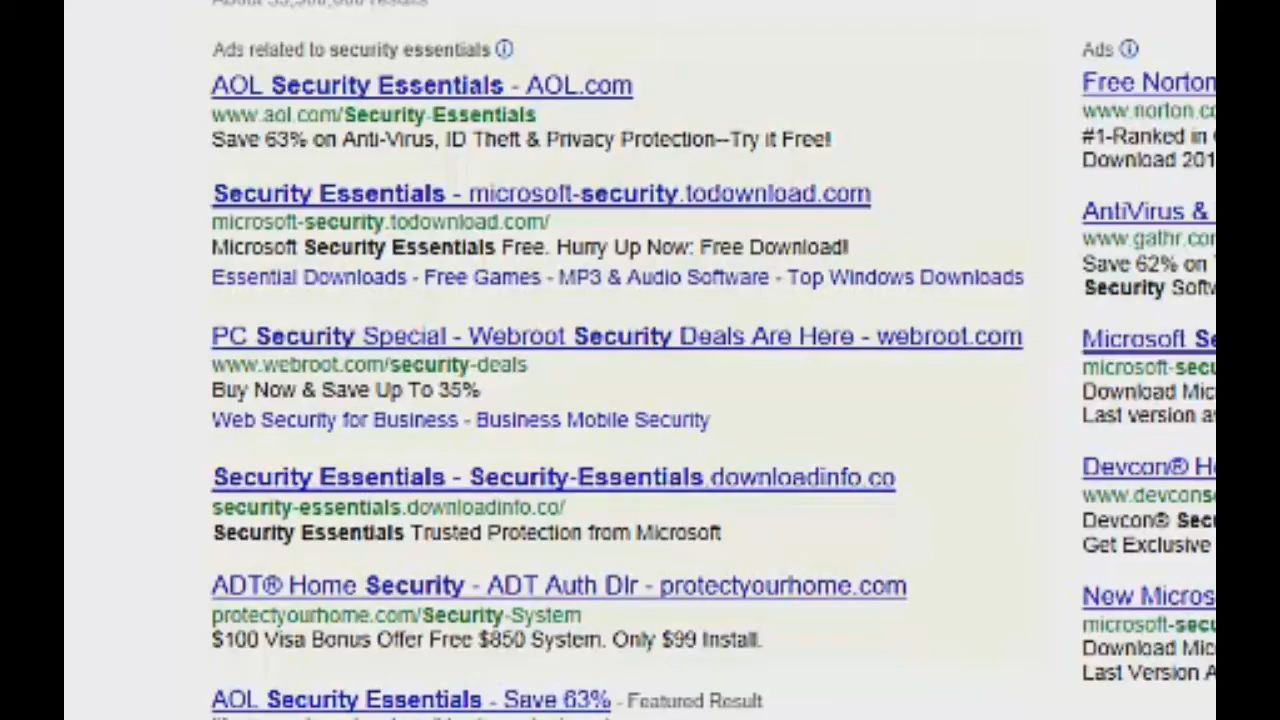 Ads related to security essentials
AOL Security Essentials - AOL.com
www.aol.com/Security-Essentials
Save 63% on Anti-Virus, ID Theft & Privacy Protection--Try it Free!
Security Essentials - microsoft-security.todownload.com
microsoft-security.todownload.com/
Microsoft Security Essentials Free. Hurry Up Now: Free Download!
Essential Downloads - Free Games - MP3 & Audio Software - Top Windows Downloads
PC Security Special - Webroot Security Deals Are Here - webroot.com
www.webroot.com/security-deals
Buy Now & Save Up To 35%
Web Security for Business - Business Mobile Security
Security Essentials - Security-Essentials.downloadinfo.co
security-essentials.downloadinfo.co/
Security Essentials Trusted Protection from Microsoft
ADT® Home Security - ADT Auth Dlr - protectyourhome.com
protectyourhome.com/Security-System
$100 Visa Bonus Offer Free $850 System. Only $99 Install.
AOL Security Essentials - Save 63% - Featured Result
Ads
Free Norton
www.norton.co
#1-Ranked in
Download 201
AntiVirus &
www.gathr.cor
Save 62% on
Security Softw
Microsoft Se
microsoft-secu
Download Mic
Last version a
Devcon® H
www.devcons
Devcon® Secu
Get Exclusive
New Micros
microsoft-secu
Download Mic
Last Version A